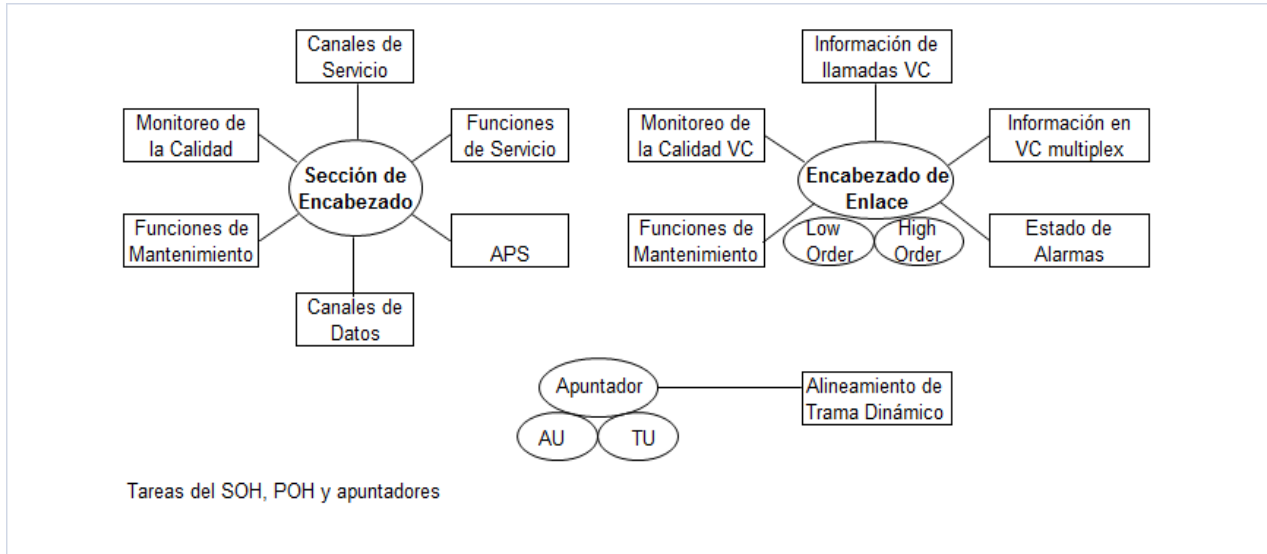 Canales de
Servicio
Monitoreo de
la Calidad
Funciones
de Servicio
Sección de
Encabezado
Funciones de
Mantenimiento
APS
Canales de
Datos
Información de
llamadas VC
Monitoreo de
la Calidad VC
Información en
VC multiplex
Encabezado de
Enlace
Low
Order
High
Order
Funciones de
Mantenimiento
Estado de
Alarmas
Apuntador
AU
TU
Alineamiento de
Trama Dinámico
Tareas del SOH, POH y apuntadores